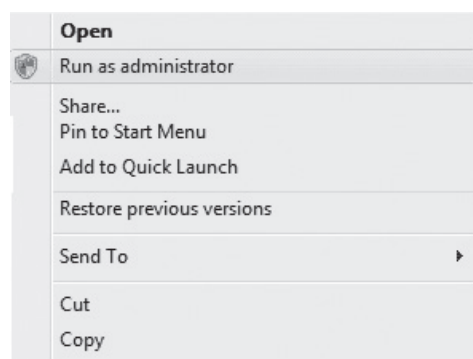 Open
Run as administrator
Share...
Pin to Start Menu
Add to Quick Launch
Restore previous versions
Send To
Cut
Copy